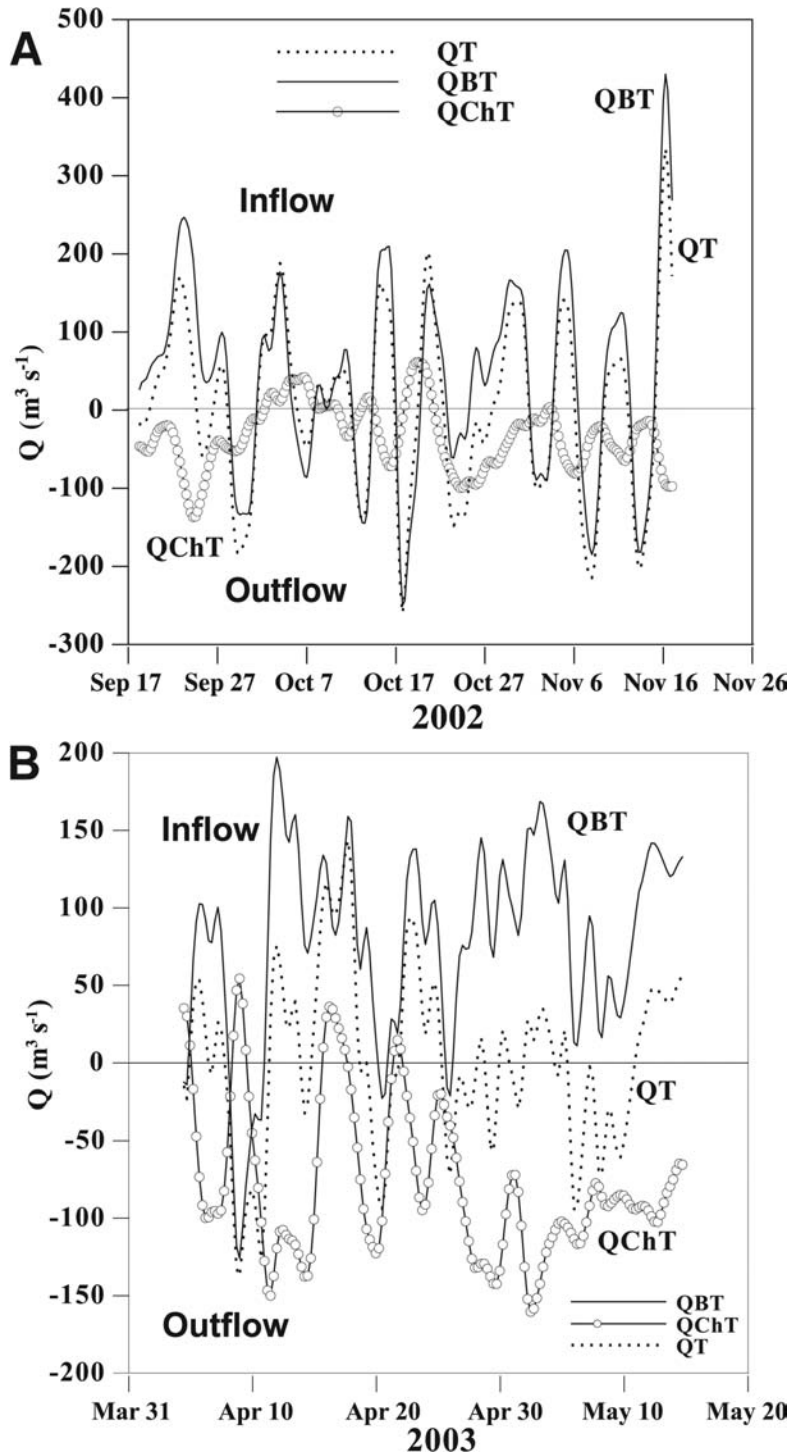 A
500
400
300
200
100
0
-100
-200
-300
Q (m³ s⁻¹)
QT
QBT
QChT
Inflow
QBT
QT
QChT
Outflow
Sep 17 Sep 27 Oct 7 Oct 17 Oct 27 Nov 6 Nov 16 Nov 26
2002
B
200
150
100
50
0
-50
-100
-150
-200
Q (m³ s⁻¹)
Inflow
QBT
QT
QChT
Outflow
QBT
QChT
QT
Mar 31 Apr 10 Apr 20 Apr 30 May 10 May 20
2003